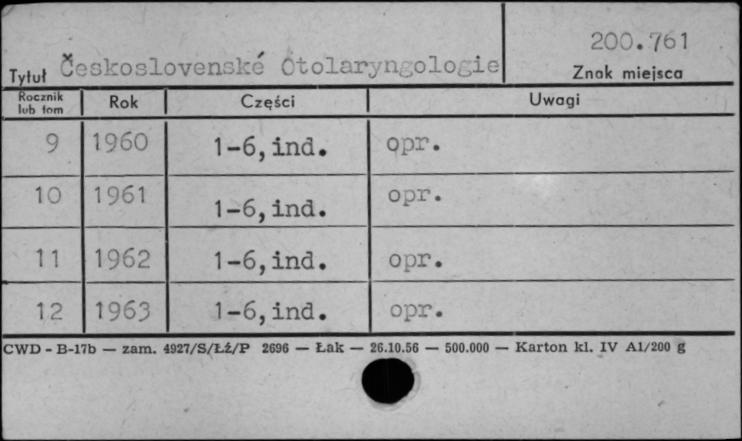 200.761
Tytuł Československé Otolaryngologie Znak miejsca
Rocznik lub tom Rok Części Uwagi
9 1960 1-6,ind. opr.
10 1961 1-6,ind. opr.
11 1962 1-6,ind. opr.
12 1963 1-6,ind. opr.
CWD - B-17b — zam. 4927/S/ŁŹ/P 2696 — Łak — 26.10.56 — 500.000 — Karton kl. IV A1/200 g